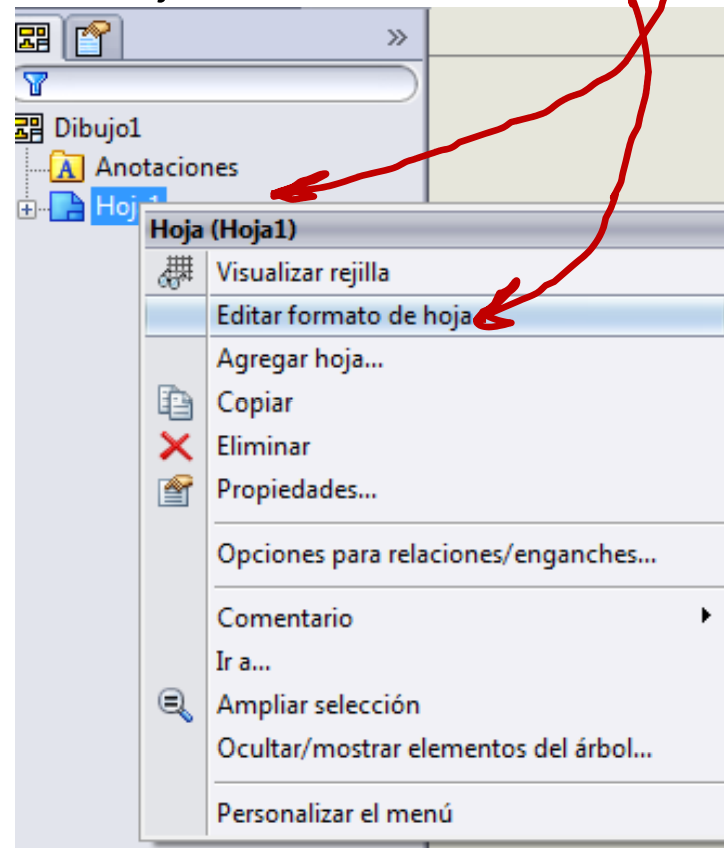 »
Dibujo1
A Anotaciones
Hoja1
Hoja (Hoja1)
Visualizar rejilla
Editar formato de hoja
Agregar hoja...
Copiar
Eliminar
Propiedades...
Opciones para relaciones/enganches...
Comentario
Ir a...
Ampliar selección
Ocultar/mostrar elementos del árbol...
Personalizar el menú